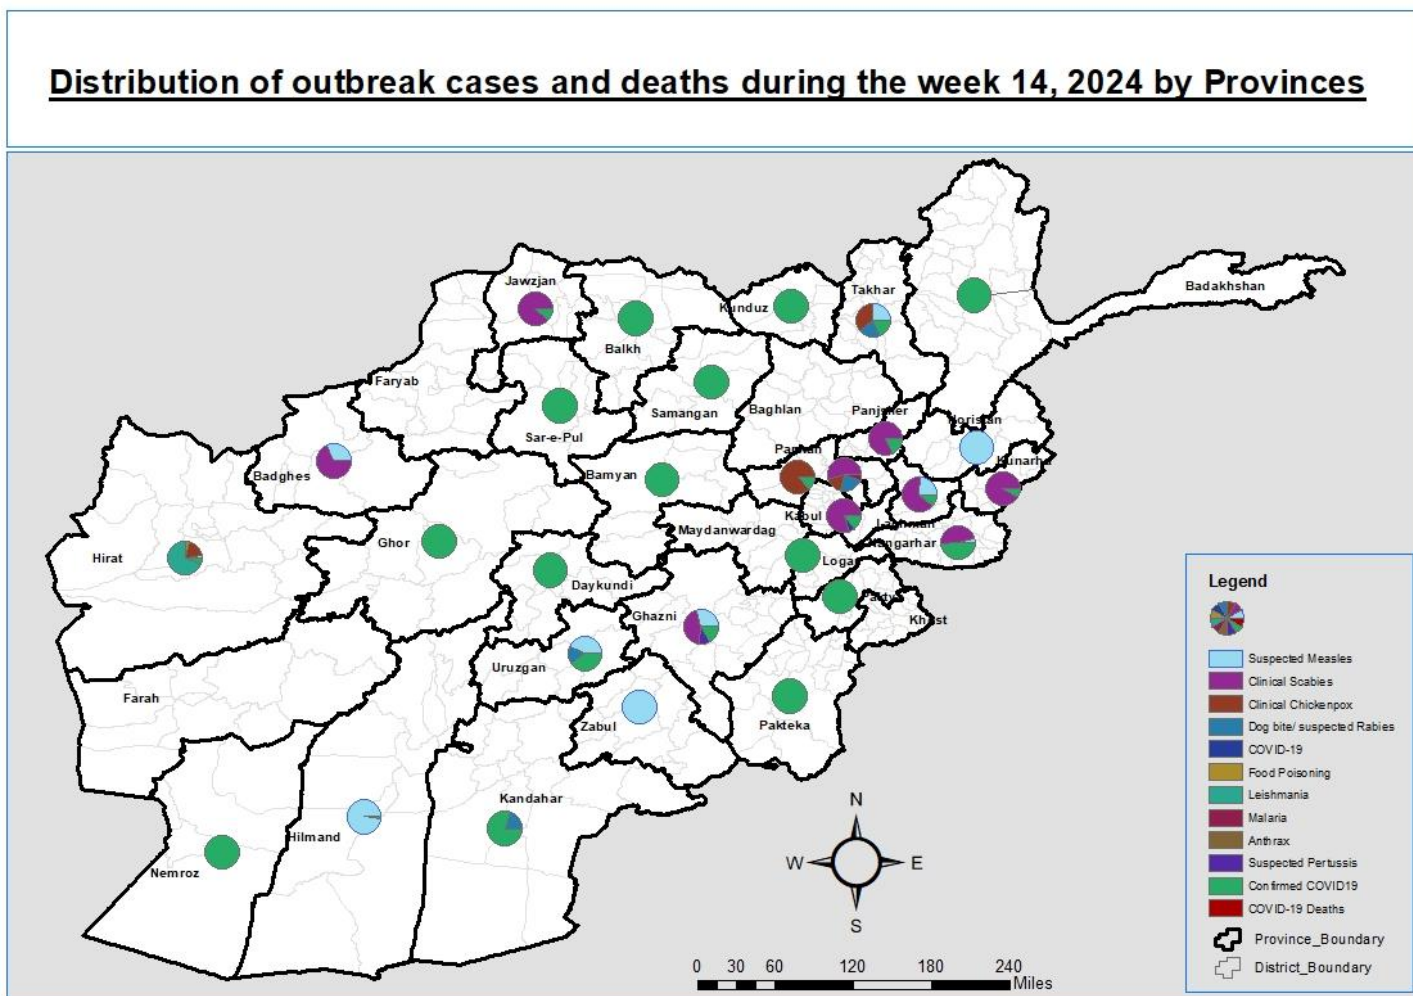 Distribution of outbreak cases and deaths during the week 14, 2024 by Provinces
Jawzjan
Takhar
Badakhshan
Kunduz
Balkh
Faryab
Samangan
Baghlan
Panjsher
Noristan
Sar-e-Pul
Parwan
Kunarha
Badghes
Bamyan
Kabul
Laghman
Maydanwardag
Nangarhar
Hirat
Ghor
Logar
Daykundi
Paktya
Ghazni
Khost
Uruzgan
Farah
Zabul
Pakteka
Kandahar
Hilmand
Nemroz
N
W
E
S
0 30 60 120 180 240
Miles
Legend
Suspected Measles
Clinical Scabies
Clinical Chickenpox
Dog bite/ suspected Rabies
COVID-19
Food Poisoning
Leishmania
Malaria
Anthrax
Suspected Pertussis
Confirmed COVID19
COVID-19 Deaths
Province_Boundary
District_Boundary